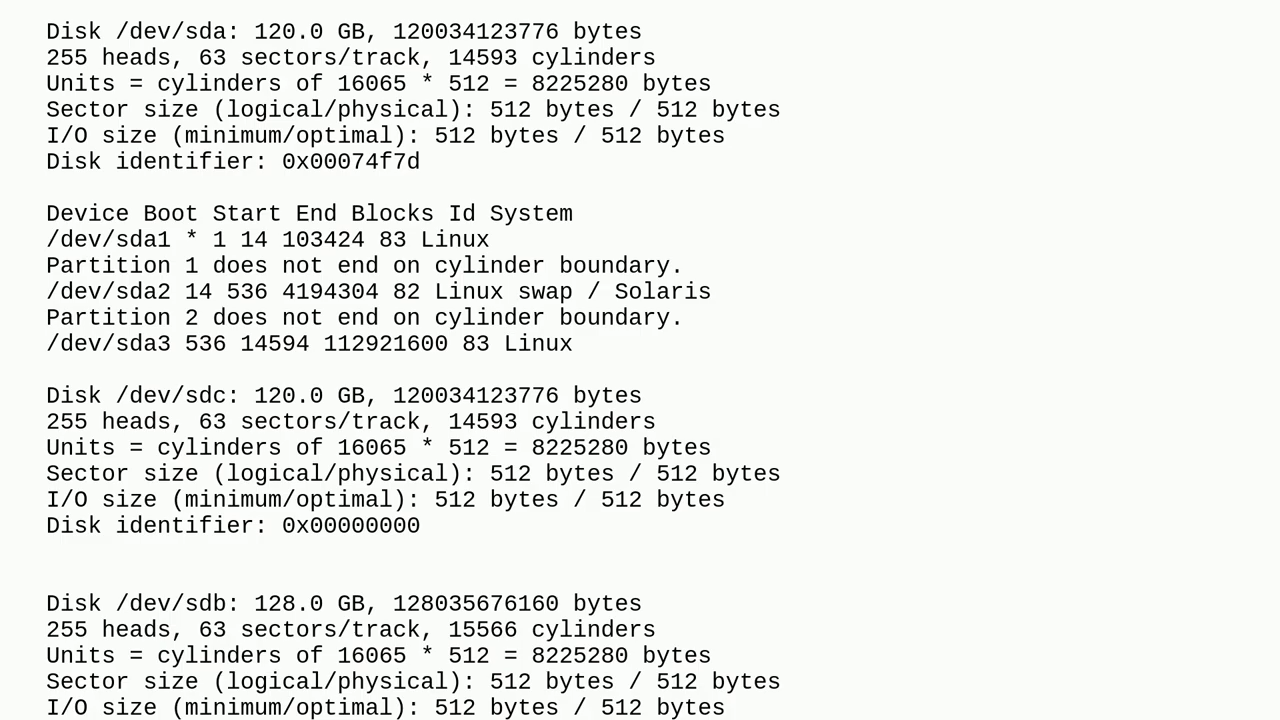 Disk /dev/sda: 120.0 GB, 120034123776 bytes
255 heads, 63 sectors/track, 14593 cylinders
Units = cylinders of 16065 * 512 = 8225280 bytes
Sector size (logical/physical): 512 bytes / 512 bytes
I/O size (minimum/optimal): 512 bytes / 512 bytes
Disk identifier: 0x00074f7d
Device Boot Start End Blocks Id System
/dev/sda1 * 1 14 103424 83 Linux
Partition 1 does not end on cylinder boundary.
/dev/sda2 14 536 4194304 82 Linux swap / Solaris
Partition 2 does not end on cylinder boundary.
/dev/sda3 536 14594 112921600 83 Linux
Disk /dev/sdc: 120.0 GB, 120034123776 bytes
255 heads, 63 sectors/track, 14593 cylinders
Units = cylinders of 16065 * 512 = 8225280 bytes
Sector size (logical/physical): 512 bytes / 512 bytes
I/O size (minimum/optimal): 512 bytes / 512 bytes
Disk identifier: 0x00000000
Disk /dev/sdb: 128.0 GB, 128035676160 bytes
255 heads, 63 sectors/track, 15566 cylinders
Units = cylinders of 16065 * 512 = 8225280 bytes
Sector size (logical/physical): 512 bytes / 512 bytes
I/O size (minimum/optimal): 512 bytes / 512 bytes